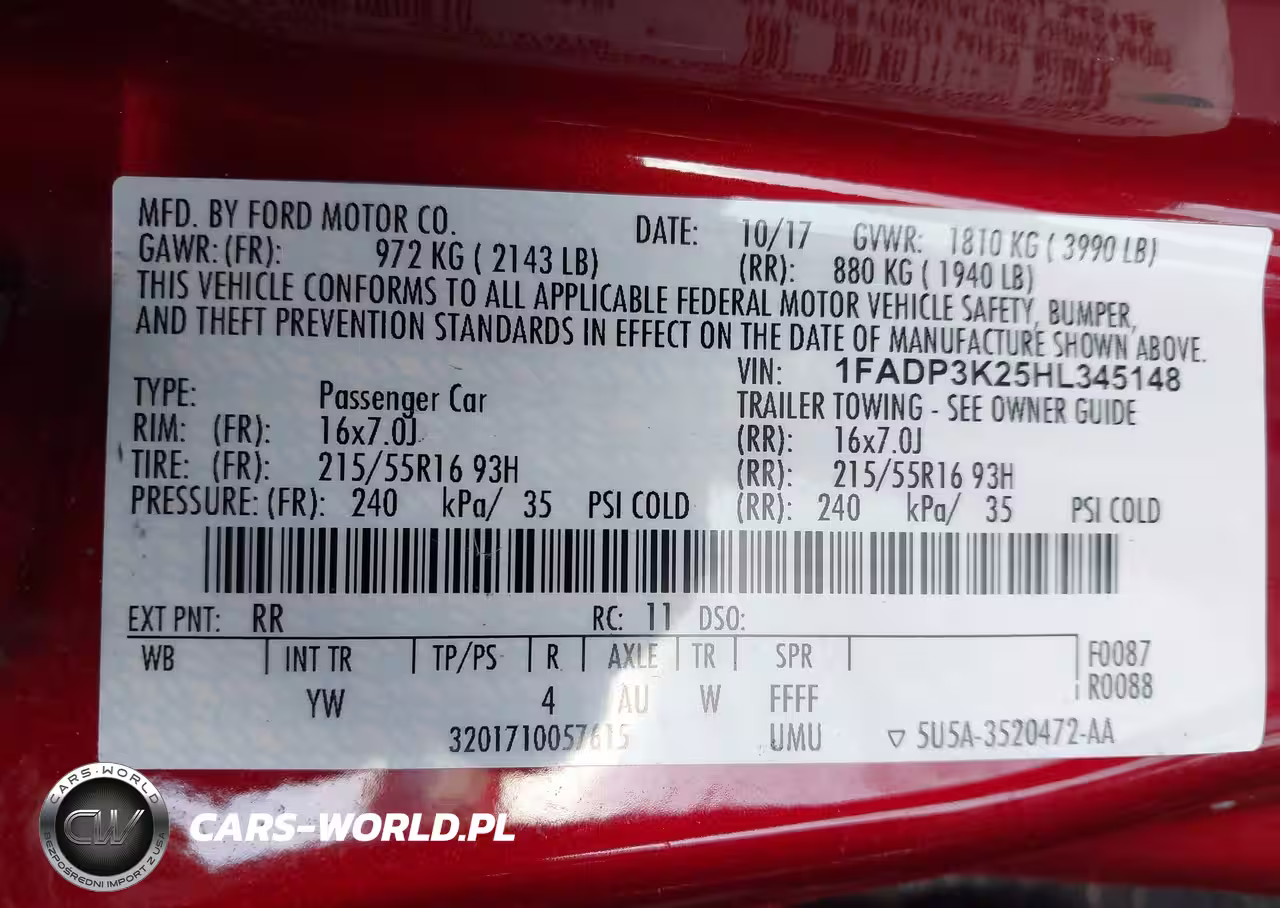 MFD. BY FORD MOTOR CO. DATE: 10/17 GVWR: 1810 KG ( 3990 LB)
GAWR: (FR): 972 KG ( 2143 LB) (RR): 880 KG ( 1940 LB)
THIS VEHICLE CONFORMS TO ALL APPLICABLE FEDERAL MOTOR VEHICLE SAFETY, BUMPER,
AND THEFT PREVENTION STANDARDS IN EFFECT ON THE DATE OF MANUFACTURE SHOWN ABOVE.
VIN: 1FADP3K25HL345148
TYPE: Passenger Car TRAILER TOWING - SEE OWNER GUIDE
RIM: (FR): 16x7.0J (RR): 16x7.0J
TIRE: (FR): 215/55R16 93H (RR): 215/55R16 93H
PRESSURE: (FR): 240 kPa/ 35 PSI COLD (RR): 240 kPa/ 35 PSI COLD
EXT PNT: RR RC: 11 DSO:
WB INT TR TP/PS R AXLE TR SPR F0087
YW 4 AU W FFFF R0088
3201710057615 UMU ▽ 5U5A-3520472-AA
CARS-WORLD
CW
BEZPOŚREDNI IMPORT Z USA
CARS-WORLD.PL